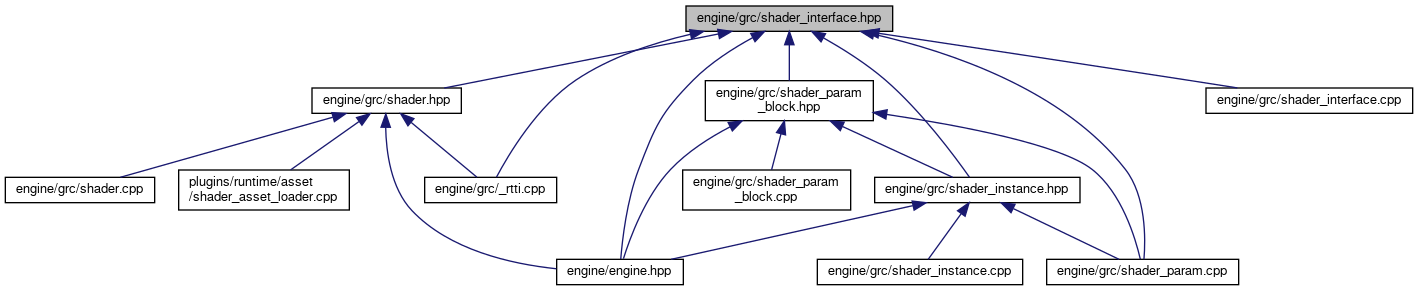 engine/grc/shader_interface.hpp
engine/grc/shader.hpp
engine/grc/shader_param
_block.hpp
engine/grc/shader_interface.cpp
engine/grc/shader.cpp
plugins/runtime/asset
/shader_asset_loader.cpp
engine/grc/_rtti.cpp
engine/grc/shader_param
_block.cpp
engine/grc/shader_instance.hpp
engine/engine.hpp
engine/grc/shader_instance.cpp
engine/grc/shader_param.cpp